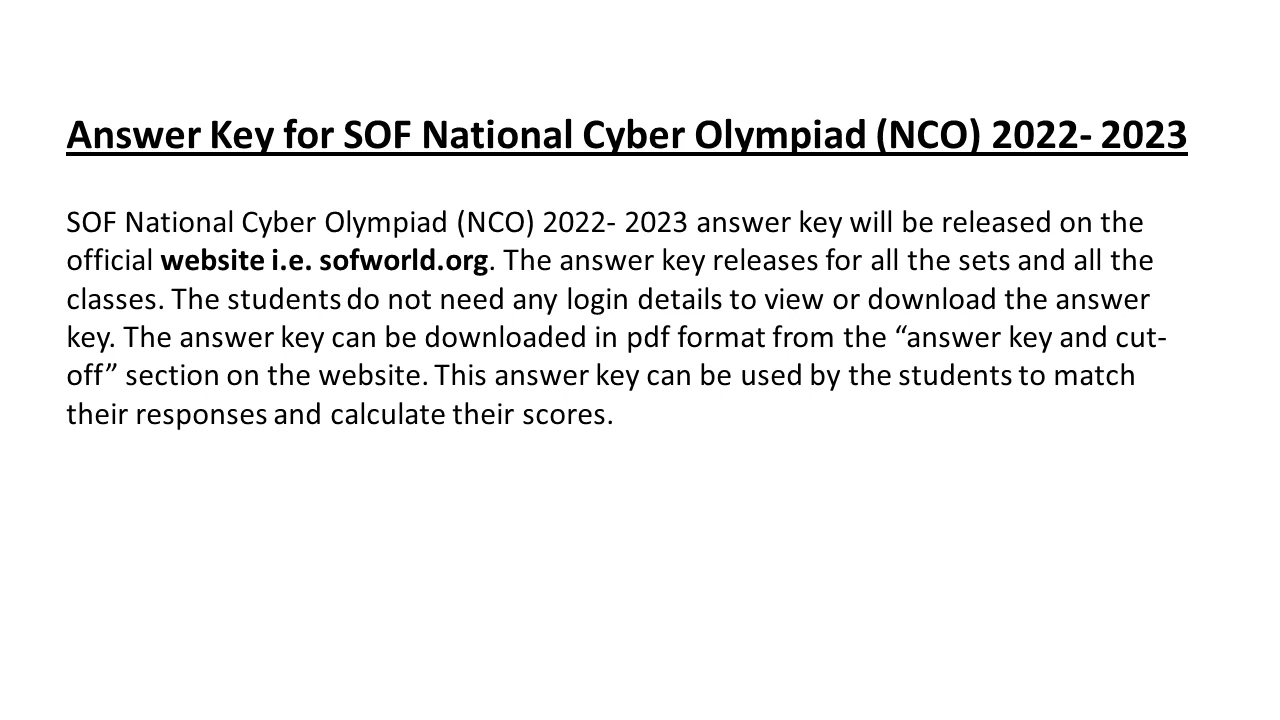 Answer Key for SOF National Cyber Olympiad (NCO) 2022- 2023
SOF National Cyber Olympiad (NCO) 2022- 2023 answer key will be released on the
official website i.e. sofworld.org. The answer key releases for all the sets and all the
classes. The students do not need any login details to view or download the answer
key. The answer key can be downloaded in pdf format from the “answer key and cut-
off” section on the website. This answer key can be used by the students to match
their responses and calculate their scores.